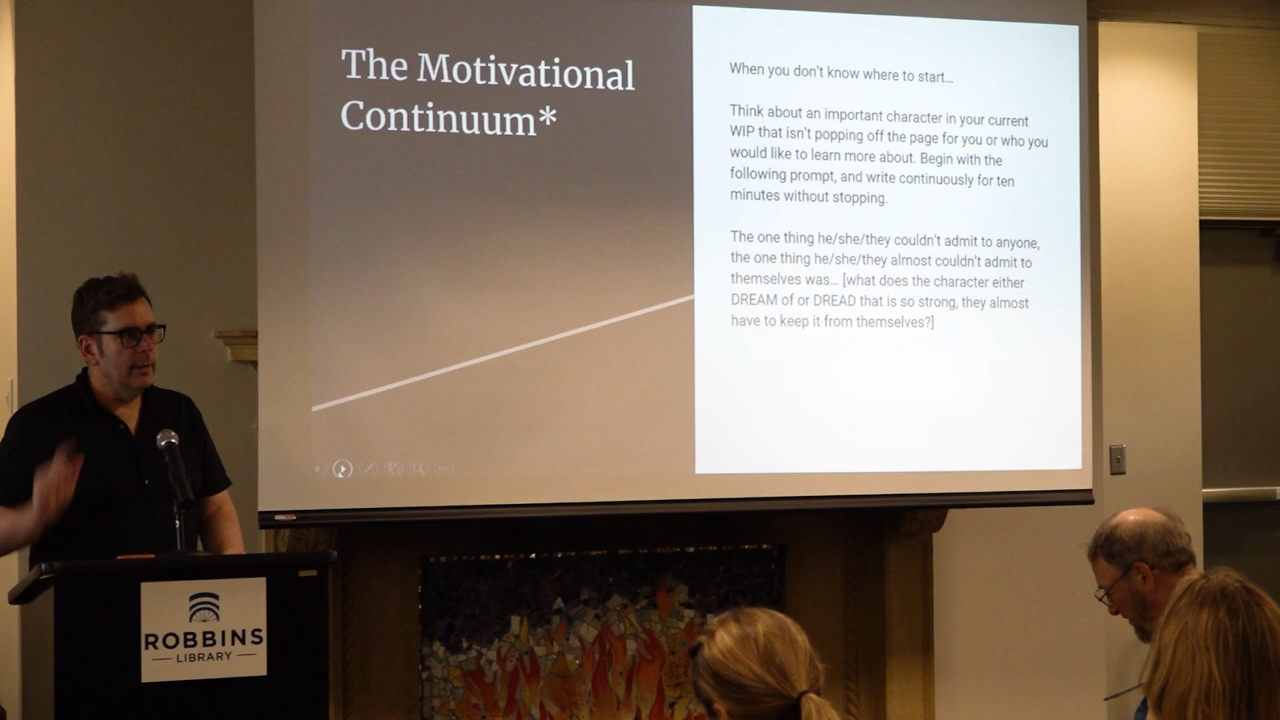 The Motivational
Continuum*
When you don't know where to start...
Think about an important character in your current
WIP that isn't popping off the page for you or who you
would like to learn more about. Begin with the
following prompt, and write continuously for ten
minutes without stopping.
The one thing he/she/they couldn't admit to anyone,
the one thing he/she/they almost couldn't admit to
themselves was... [what does the character either
DREAM of or DREAD that is so strong, they almost
have to keep it from themselves?]
ROBBINS
LIBRARY